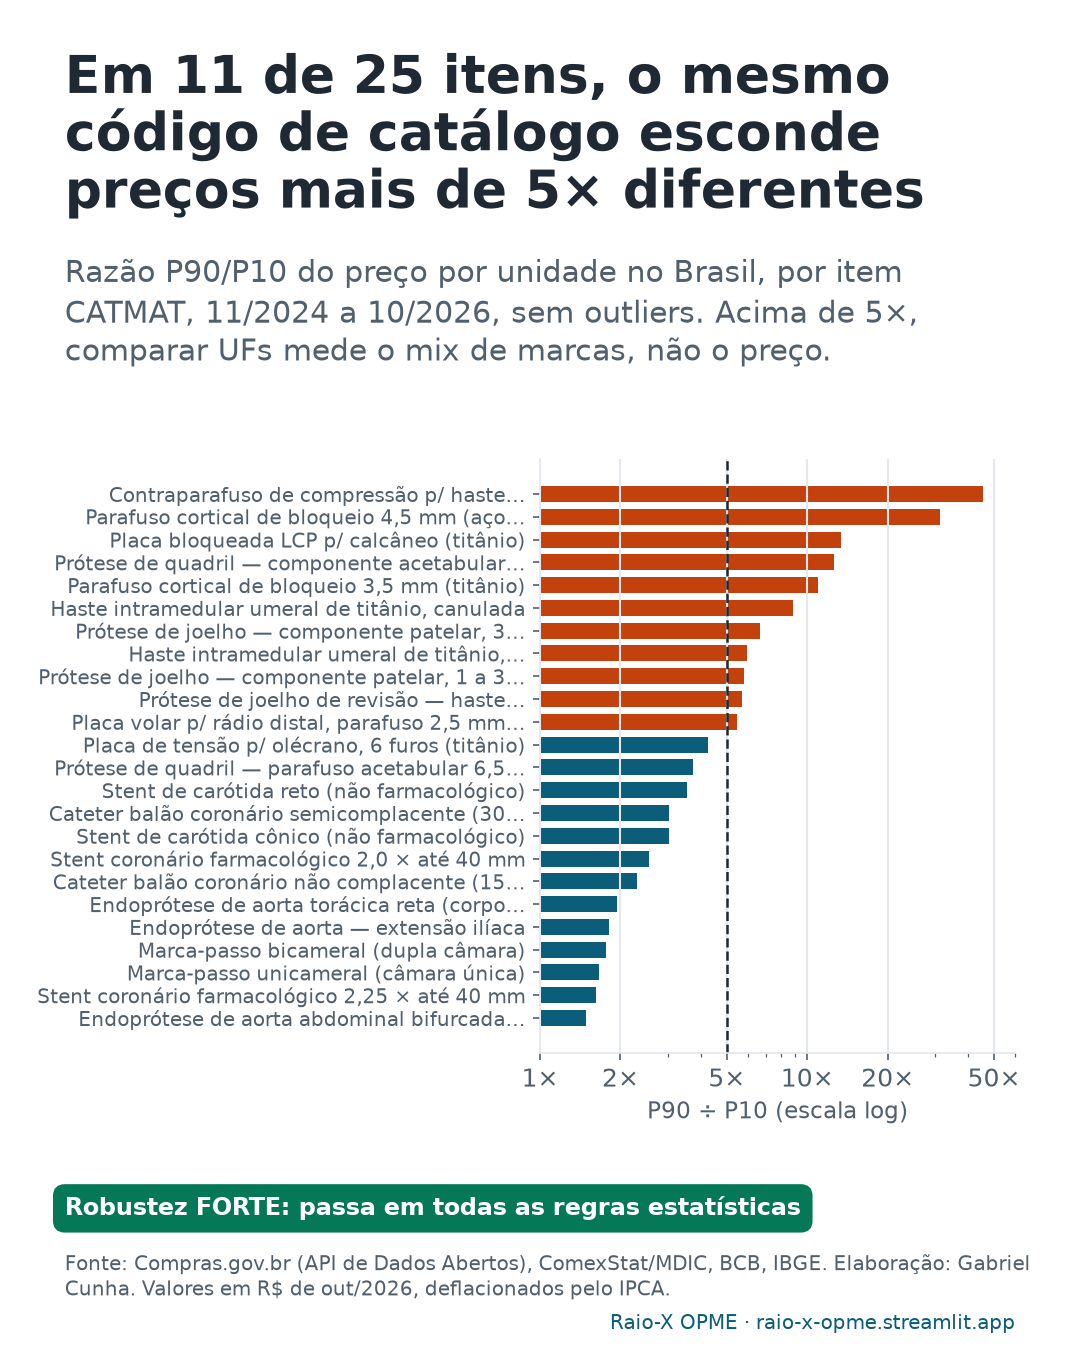 Em 11 de 25 itens, o mesmo
código de catálogo esconde
preços mais de 5× diferentes
Razão P90/P10 do preço por unidade no Brasil, por item
CATMAT, 11/2024 a 10/2026, sem outliers. Acima de 5×,
comparar UFs mede o mix de marcas, não o preço.
Contraparafuso de compressão p/ haste…
Parafuso cortical de bloqueio 4,5 mm (aço…
Placa bloqueada LCP p/ calcâneo (titânio)
Prótese de quadril — componente acetabular…
Parafuso cortical de bloqueio 3,5 mm (titânio)
Haste intramedular umeral de titânio, canulada
Prótese de joelho — componente patelar, 3…
Haste intramedular umeral de titânio,…
Prótese de joelho — componente patelar, 1 a 3…
Prótese de joelho de revisão — haste…
Placa volar p/ rádio distal, parafuso 2,5 mm…
Placa de tensão p/ olécrano, 6 furos (titânio)
Prótese de quadril — parafuso acetabular 6,5…
Stent de carótida reto (não farmacológico)
Cateter balão coronário semicomplacente (30…
Stent de carótida cônico (não farmacológico)
Stent coronário farmacológico 2,0 × até 40 mm
Cateter balão coronário não complacente (15…
Endoprótese de aorta torácica reta (corpo…
Endoprótese de aorta — extensão ilíaca
Marca-passo bicameral (dupla câmara)
Marca-passo unicameral (câmara única)
Stent coronário farmacológico 2,25 × até 40 mm
Endoprótese de aorta abdominal bifurcada…
1× 2× 5× 10× 20× 50×
P90 ÷ P10 (escala log)
Robustez FORTE: passa em todas as regras estatísticas
Fonte: Compras.gov.br (API de Dados Abertos), ComexStat/MDIC, BCB, IBGE. Elaboração: Gabriel
Cunha. Valores em R$ de out/2026, deflacionados pelo IPCA.
Raio-X OPME · raio-x-opme.streamlit.app